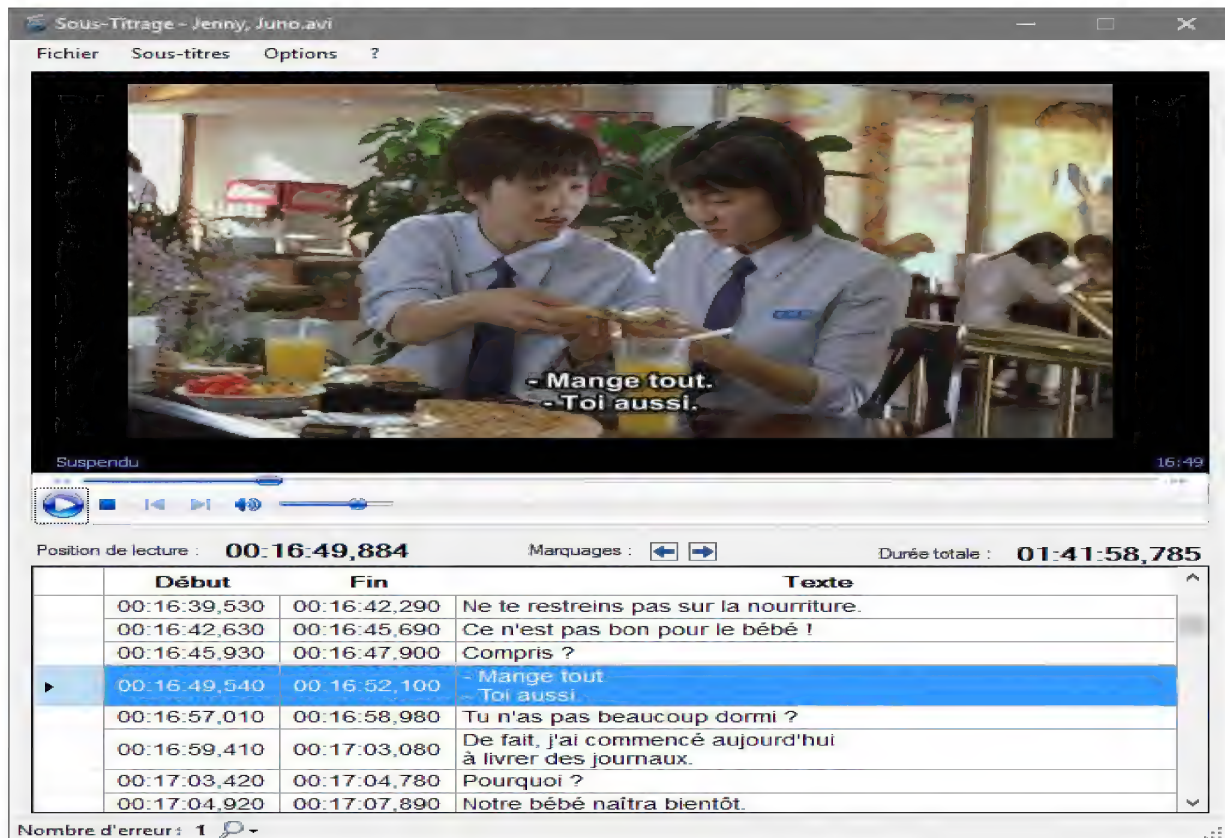 Sous-Titrage - Jenny, Juno.avi
Fichier Sous-titres Options ?
- Mange tout.
- Toi aussi.
Suspendu 16:49
Position de lecture : 00:16:49,884 Marquages : Durée totale : 01:41:58,785
Début Fin Texte
00:16:39,530 00:16:42,290 Ne te restreins pas sur la nourriture.
00:16:42,630 00:16:45,690 Ce n'est pas bon pour le bébé !
00:16:45,930 00:16:47,900 Compris ?
00:16:49,540 00:16:52,100 - Mange tout.
- Toi aussi.
00:16:57,010 00:16:58,980 Tu n'as pas beaucoup dormi ?
00:16:59,410 00:17:03,080 De fait, j'ai commencé aujourd'hui
à livrer des journaux.
00:17:03,420 00:17:04,780 Pourquoi ?
00:17:04,920 00:17:07,890 Notre bébé naîtra bientôt.
Nombre d'erreur : 1